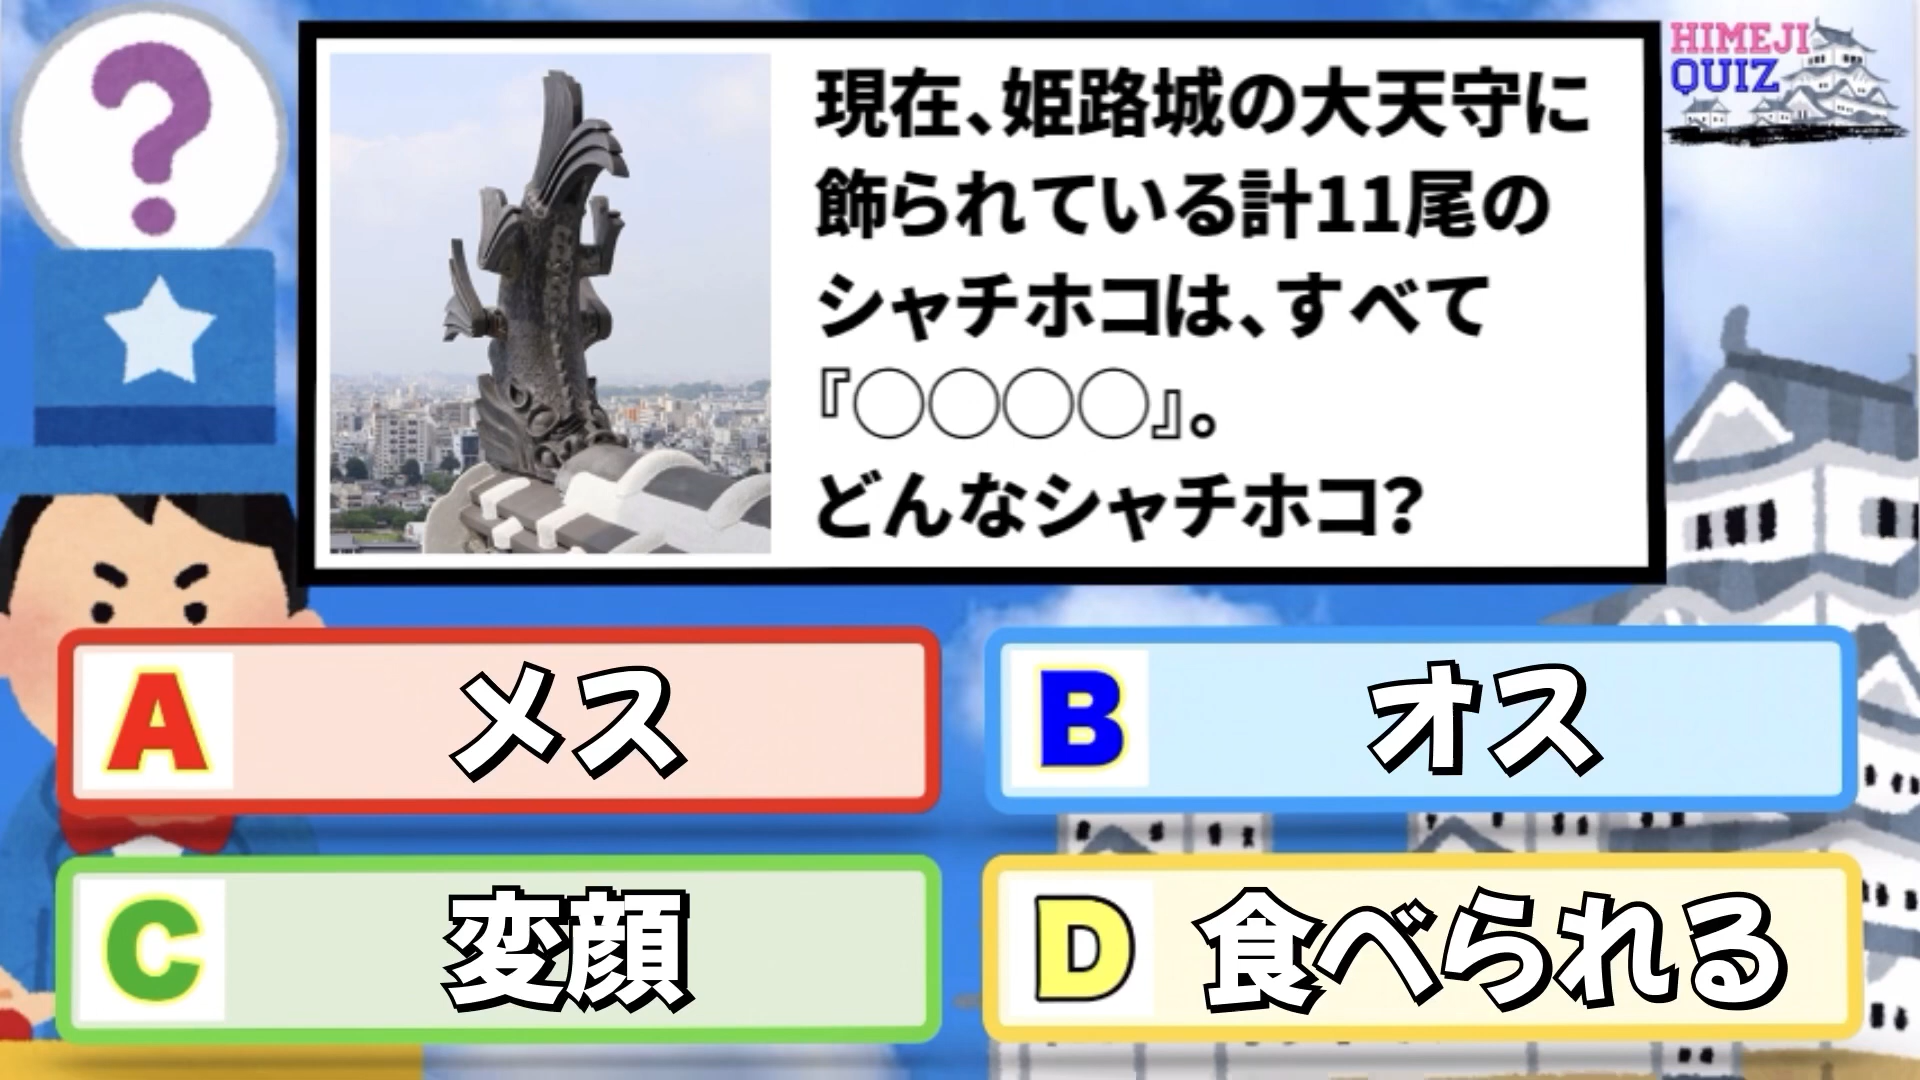 HIMEJI
QUIZ
現在、姫路城の大天守に
飾られている計11尾の
シャチホコは、すべて
『◯◯◯◯』。
どんなシャチホコ?
A メス
B オス
C 変顔
D 食べられる